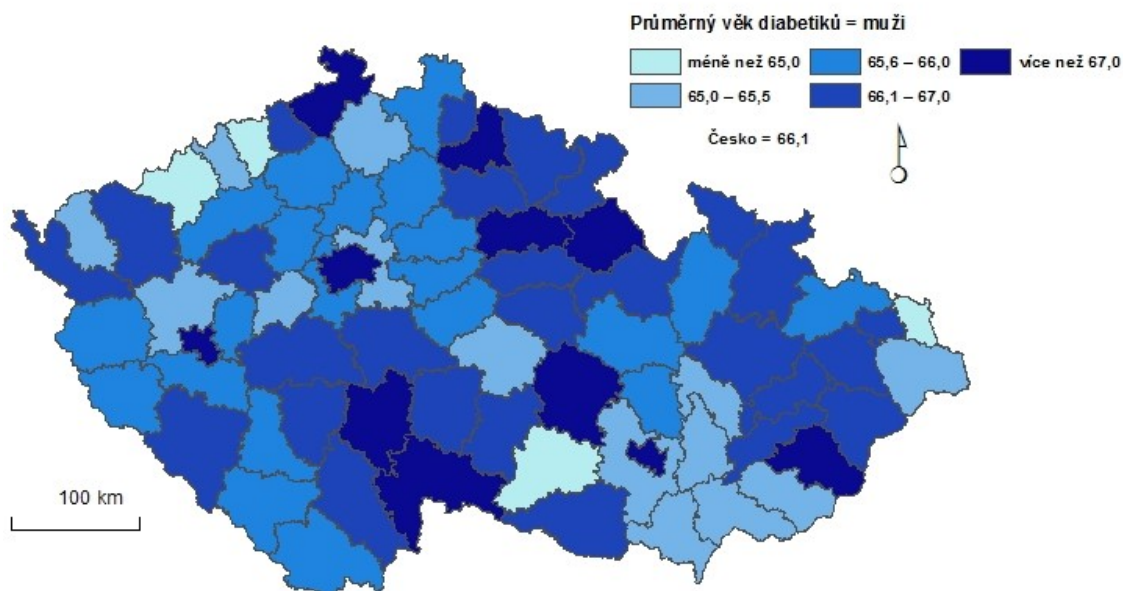 Průměrný věk diabetiků = muži
méně než 65,0
65,6 – 66,0
více než 67,0
65,0 – 65,5
66,1 – 67,0
Česko = 66,1
100 km